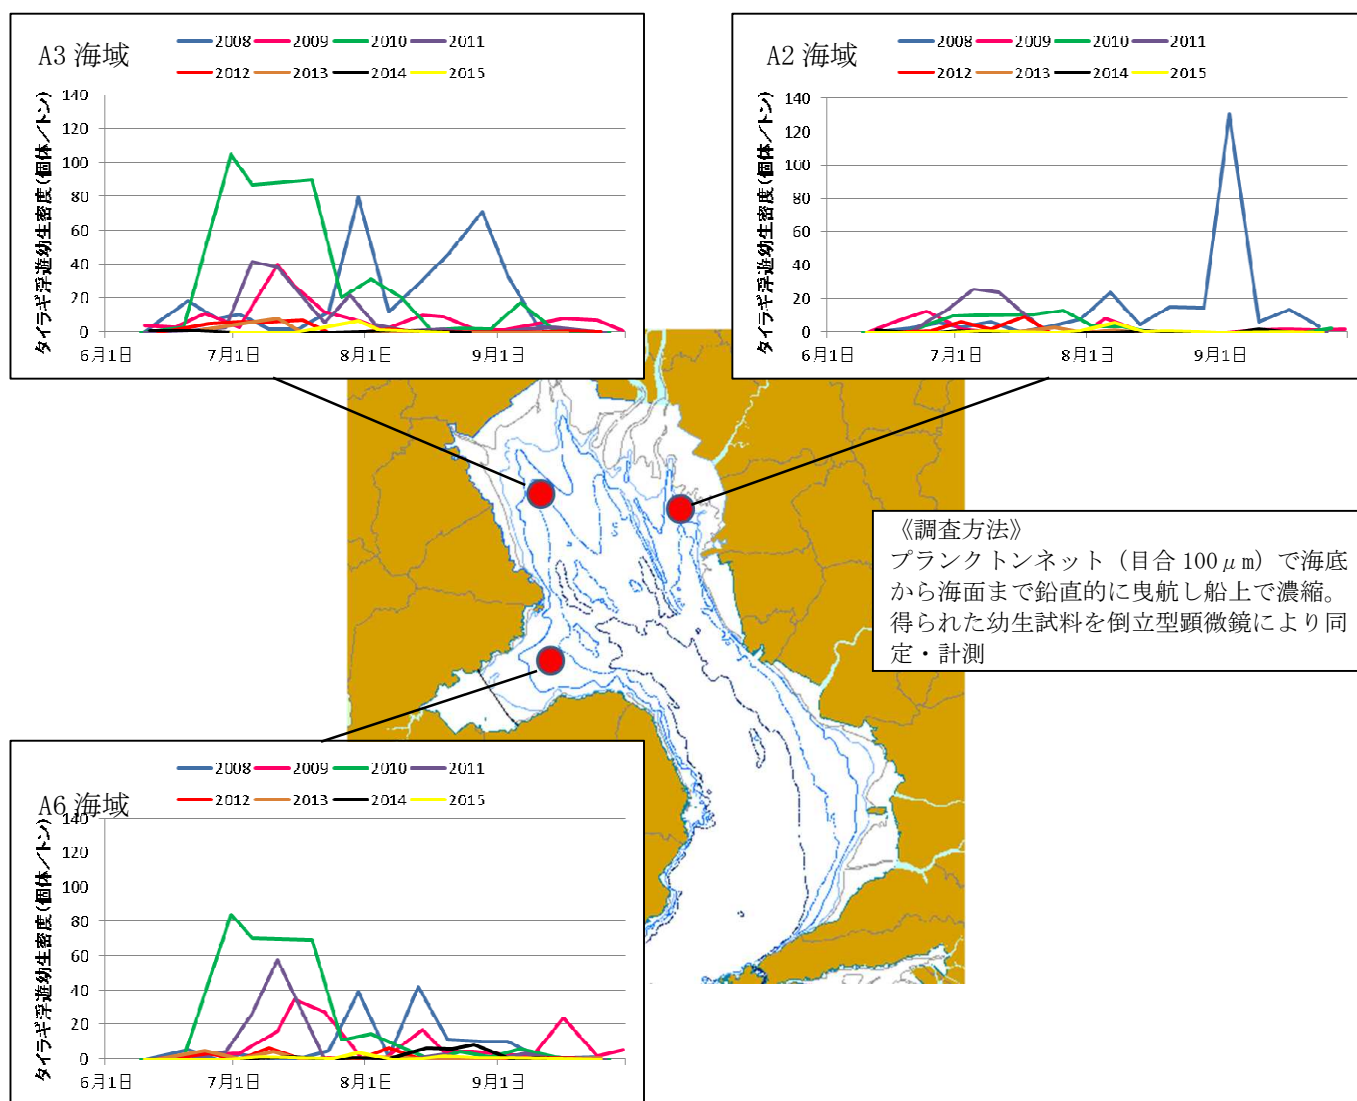 A3 海域
2008 2009 2010 2011
2012 2013 2014 2015
タイラギ浮遊幼生密度(個体/トン)
140
120
100
80
60
40
20
0
6月1日 7月1日 8月1日 9月1日
A2 海域
2008 2009 2010 2011
2012 2013 2014 2015
タイラギ浮遊幼生密度(個体/トン)
140
120
100
80
60
40
20
0
6月1日 7月1日 8月1日 9月1日
《調査方法》
プランクトンネット（目合 100μm）で海底
から海面まで鉛直的に曳航し船上で濃縮。
得られた幼生試料を倒立型顕微鏡により同
定・計測
A6 海域
2008 2009 2010 2011
2012 2013 2014 2015
タイラギ浮遊幼生密度(個体/トン)
140
120
100
80
60
40
20
0
6月1日 7月1日 8月1日 9月1日